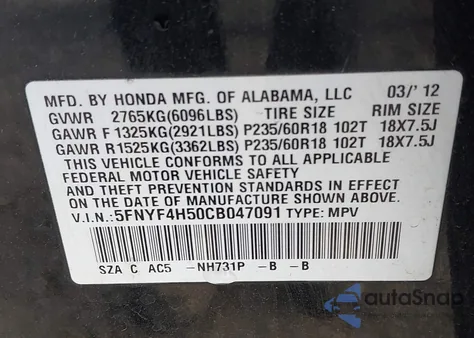 MFD. BY HONDA MFG. OF ALABAMA, LLC 03/'12
GVWR 2765KG(6096LBS) TIRE SIZE RIM SIZE
GAWR F 1325KG(2921LBS) P235/60R18 102T 18X7.5J
GAWR R1525KG(3362LBS) P235/60R18 102T 18X7.5J
THIS VEHICLE CONFORMS TO ALL APPLICABLE
FEDERAL MOTOR VEHICLE SAFETY AND
THEFT PREVENTION STANDARDS IN EFFECT
ON THE DATE OF MANUFACTURE SHOWN
ABOVE.
V.I.N.:5FNYF4H50CB047091 TYPE: MPV
SZA C AC5 -NH731P -B -B
autoSnap